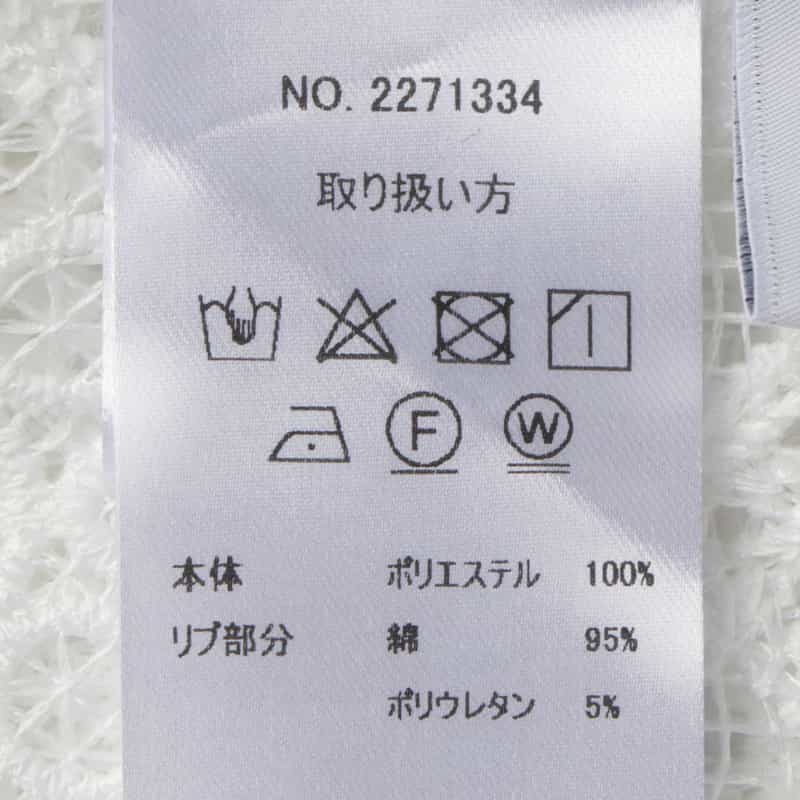 NO. 2271334
取り扱い方
F W
本体 ポリエステル 100%
リブ部分 綿 95%
ポリウレタン 5%